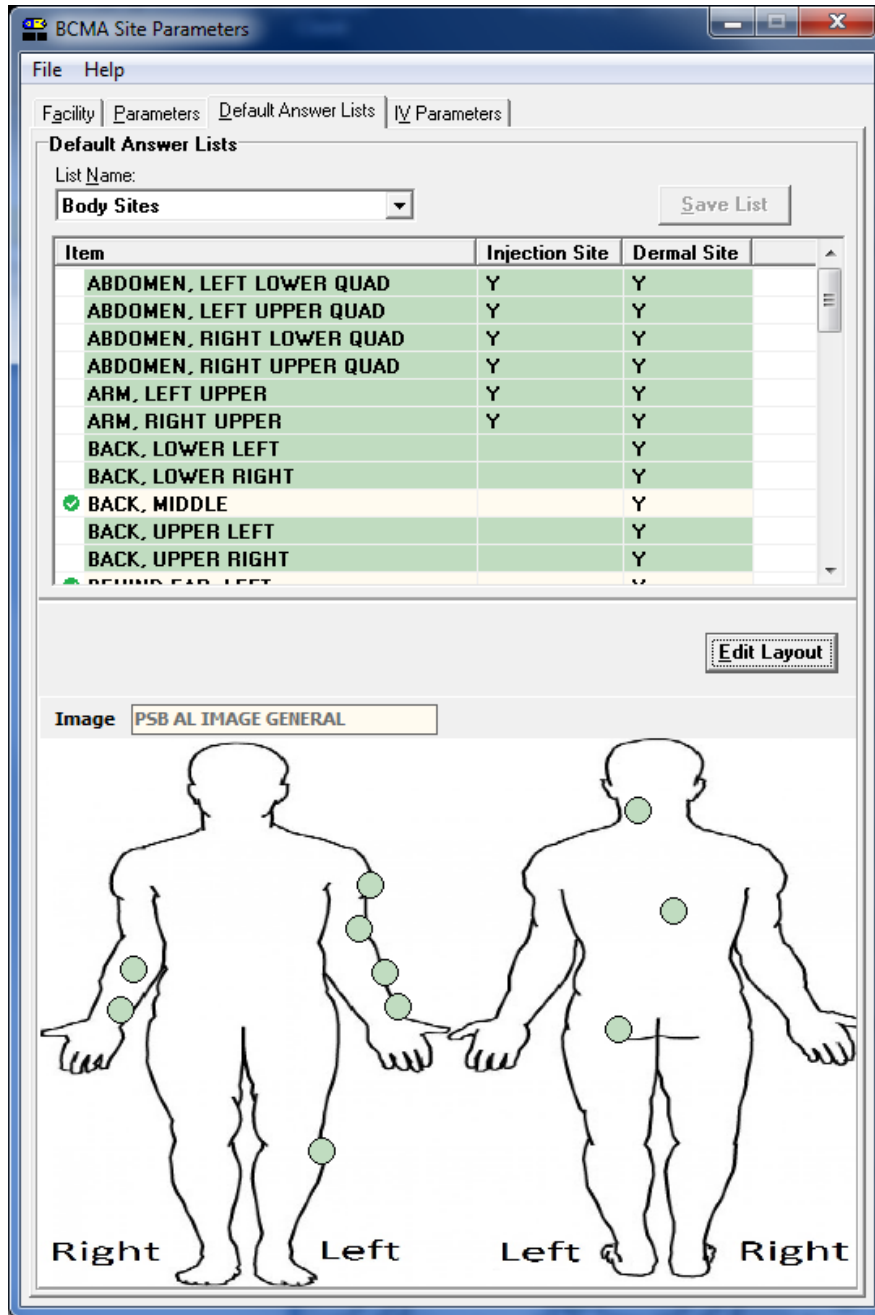 BCMA Site Parameters
File Help
Facility Parameters Default Answer Lists IV Parameters
Default Answer Lists
List Name:
Body Sites Save List
Item Injection Site Dermal Site
ABDOMEN, LEFT LOWER QUAD Y Y
ABDOMEN, LEFT UPPER QUAD Y Y
ABDOMEN, RIGHT LOWER QUAD Y Y
ABDOMEN, RIGHT UPPER QUAD Y Y
ARM, LEFT UPPER Y Y
ARM, RIGHT UPPER Y Y
BACK, LOWER LEFT Y
BACK, LOWER RIGHT Y
BACK, MIDDLE Y
BACK, UPPER LEFT Y
BACK, UPPER RIGHT Y
BEHIND EAR, LEFT Y
Edit Layout
Image PSB AL IMAGE GENERAL
Right Left Left Right